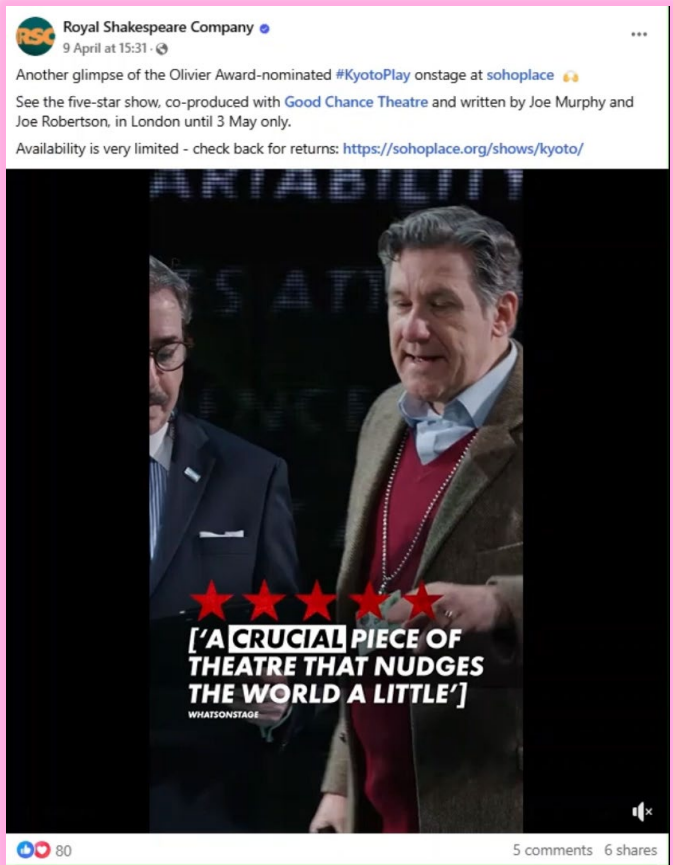 RSC
Royal Shakespeare Company
9 April at 15:31 ·
Another glimpse of the Olivier Award-nominated #KyotoPlay onstage at sohoplace 🙌
See the five-star show, co-produced with Good Chance Theatre and written by Joe Murphy and
Joe Robertson, in London until 3 May only.
Availability is very limited - check back for returns: https://sohoplace.org/shows/kyoto/
ARIABILITY
['A CRUCIAL PIECE OF
THEATRE THAT NUDGES
THE WORLD A LITTLE']
WHATSONSTAGE
80
5 comments 6 shares